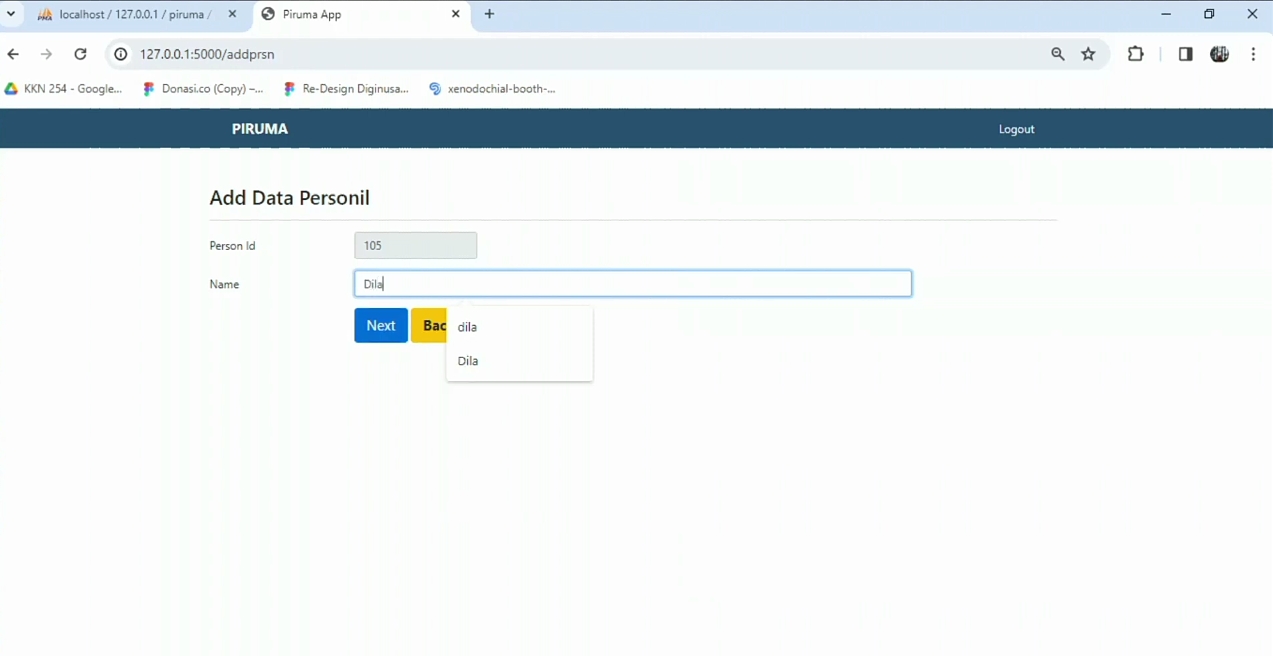 localhost / 127.0.0.1 / piruma /
Piruma App
127.0.0.1:5000/addprsn
KKN 254 - Google...
Donasi.co (Copy) –...
Re-Design Diginusa...
xenodochial-booth-...
PIRUMA
Logout
Add Data Personil
Person Id
105
Name
Dila
Next
Bac
dila
Dila